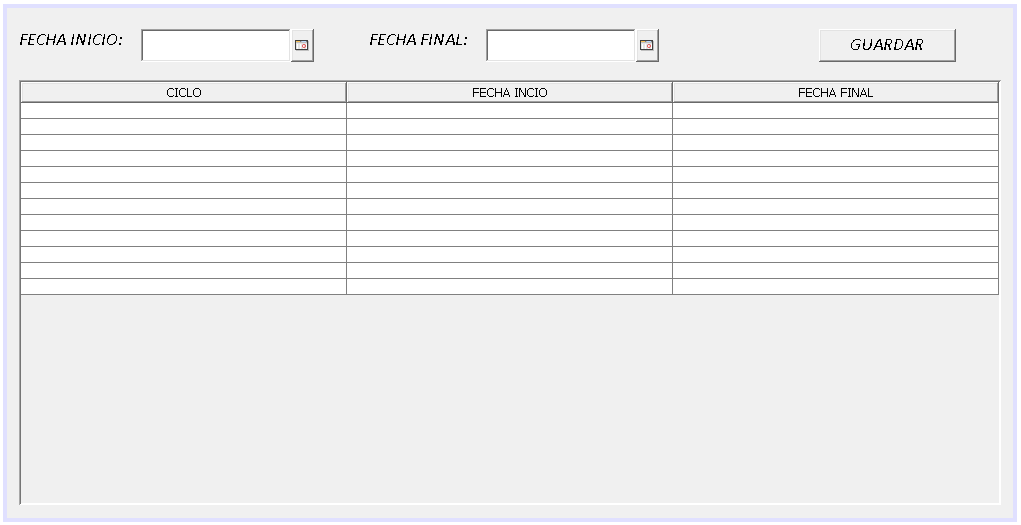 FECHA INICIO: FECHA FINAL: GUARDAR
CICLO FECHA INCIO FECHA FINAL